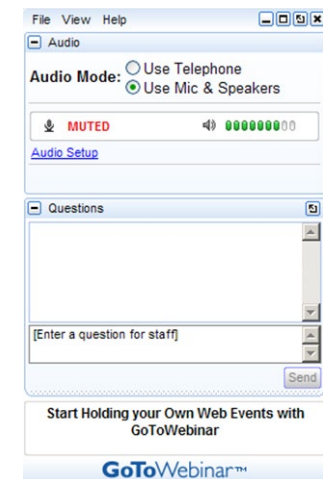 File View Help
Audio
Audio Mode: Use Telephone
Use Mic & Speakers
MUTED
Audio Setup
Questions
[Enter a question for staff]
Send
Start Holding your Own Web Events with
GoToWebinar
GoToWebinar™